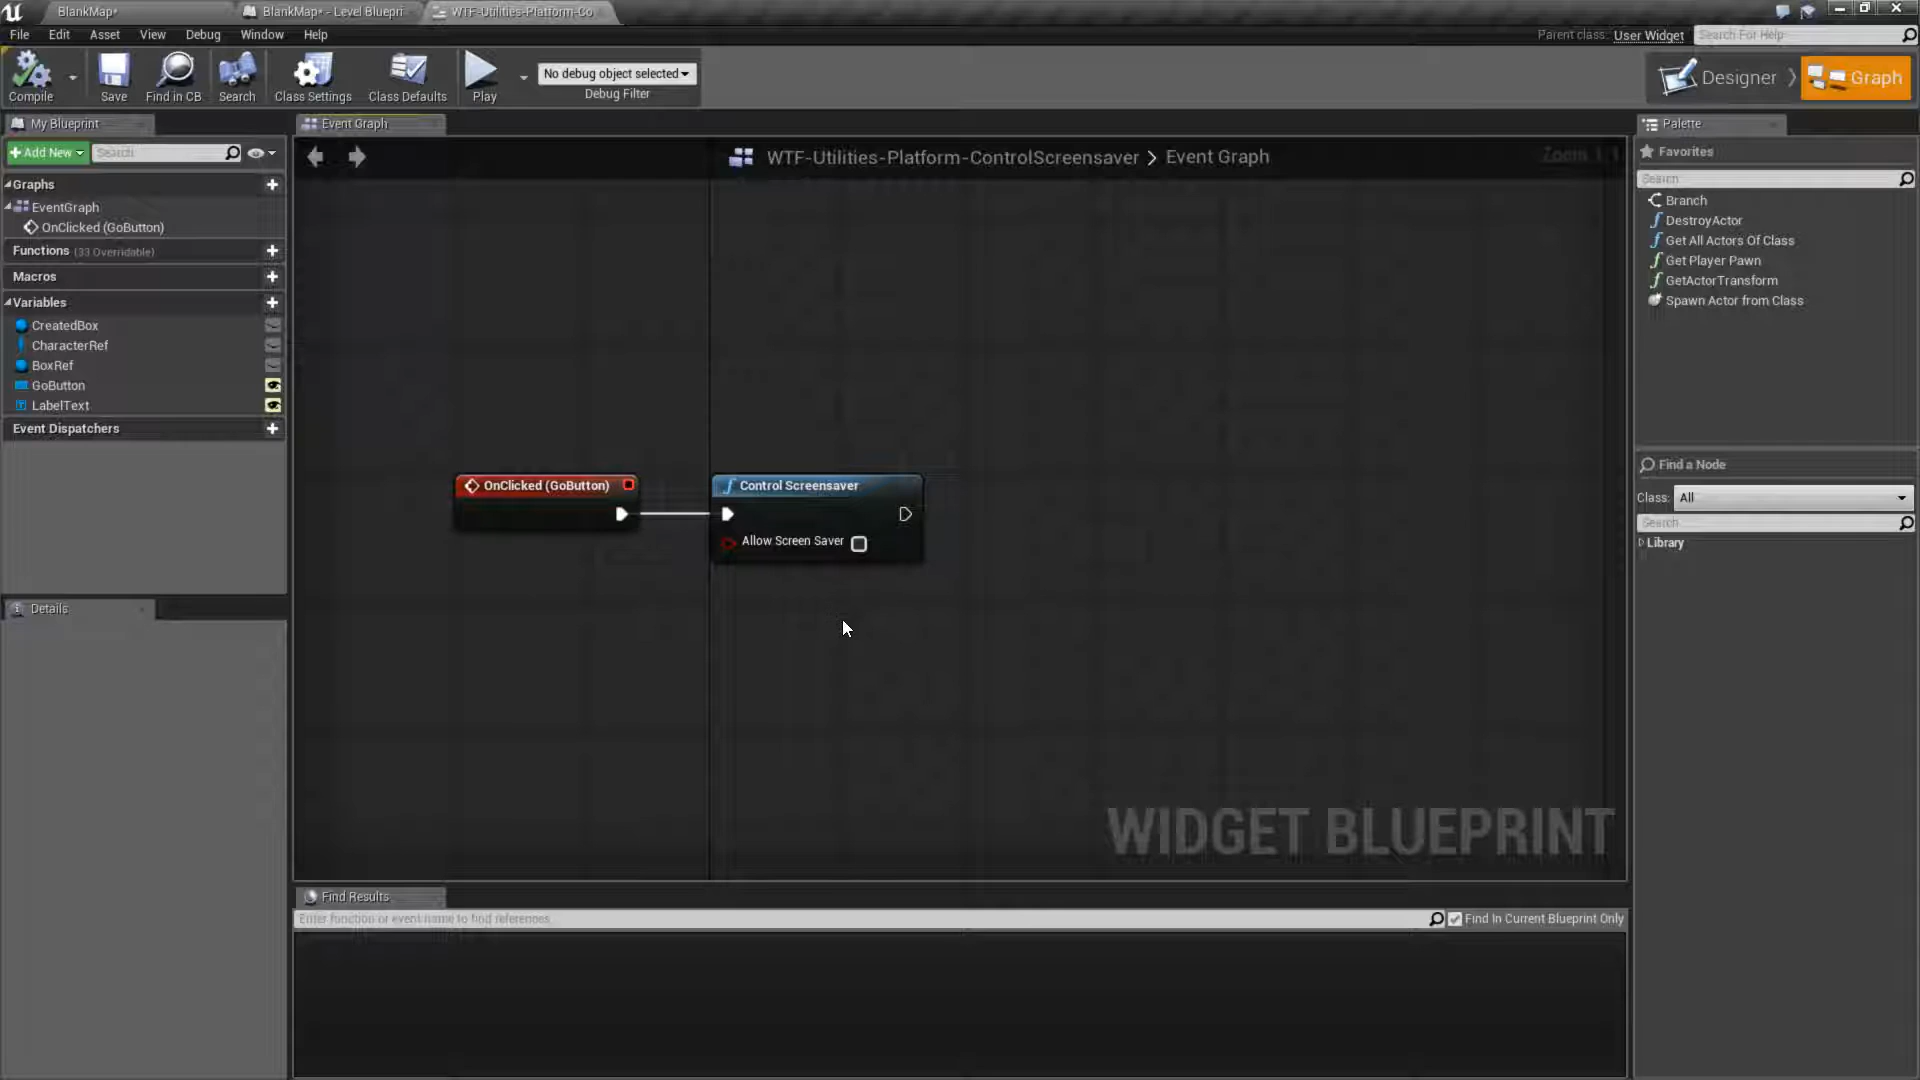 BlankMap*
BlankMap* - Level Bluepri
WTF-Utilities-Platform-Co
File Edit Asset View Debug Window Help
Parent class: User Widget
Search For Help
Compile
Save
Find in CB
Search
Class Settings
Class Defaults
Play
No debug object selected
Debug Filter
Designer
Graph
My Blueprint
Add New
Search
Graphs
EventGraph
OnClicked (GoButton)
Functions (33 Overridable)
Macros
Variables
CreatedBox
CharacterRef
BoxRef
GoButton
LabelText
Event Dispatchers
Details
Event Graph
WTF-Utilities-Platform-ControlScreensaver > Event Graph
Zoom 1:1
OnClicked (GoButton)
Control Screensaver
Allow Screen Saver
WIDGET BLUEPRINT
Find Results
Enter function or event name to find references...
Find In Current Blueprint Only
Palette
Favorites
Search
Branch
DestroyActor
Get All Actors Of Class
Get Player Pawn
GetActorTransform
Spawn Actor from Class
Find a Node
Class: All
Search
Library